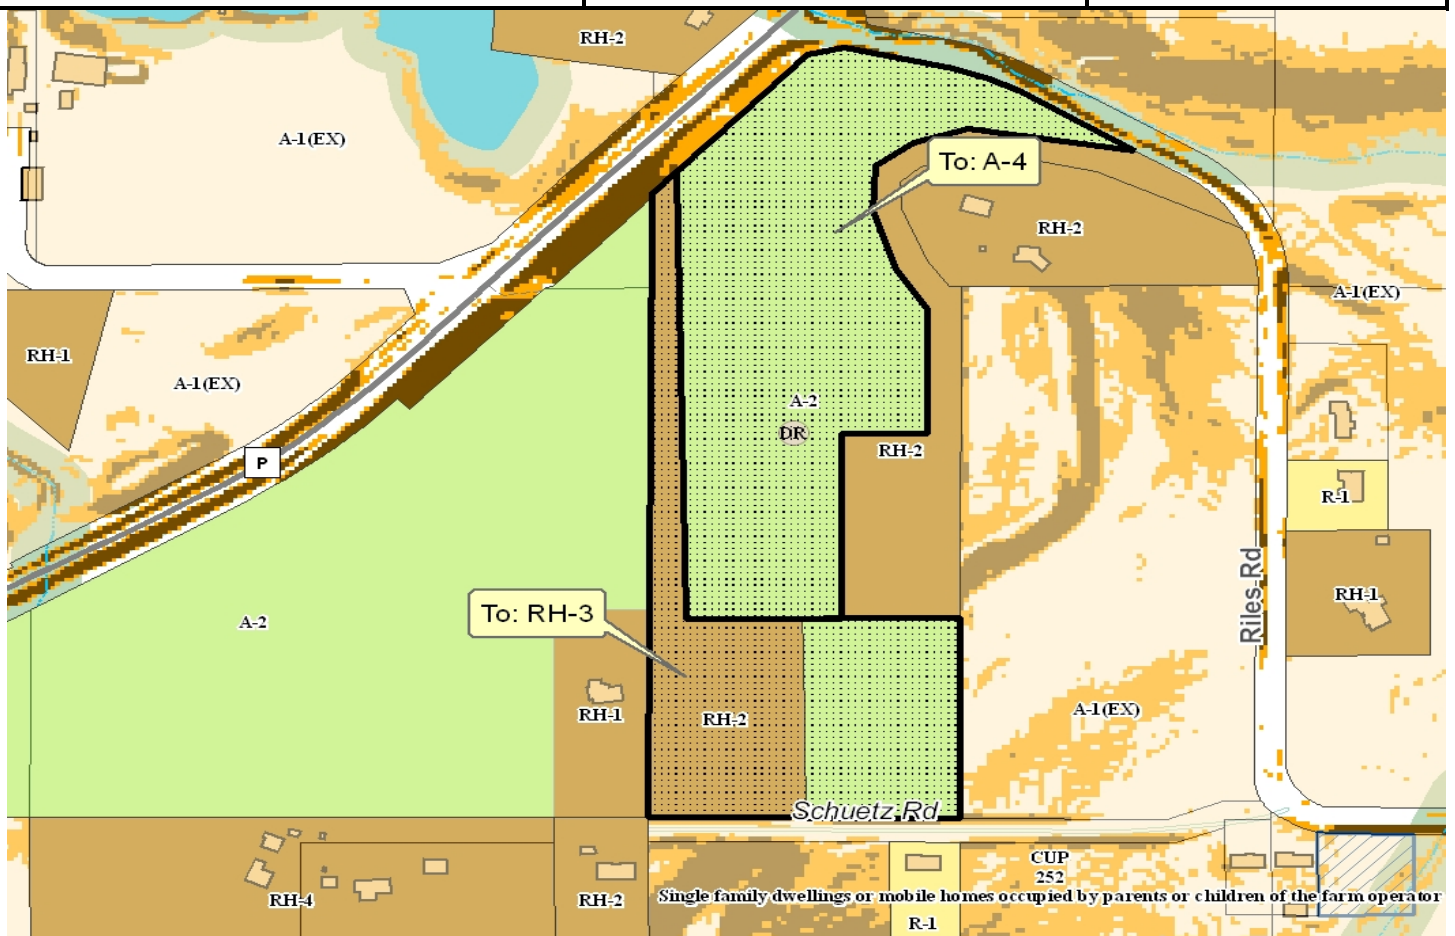 RH-2
A-1(EX)
To: A-4
RH-2
A-1(EX)
RH-1
A-1(EX)
A-2
DR
RH-2
P
R-1
Riles Rd
RH-1
To: RH-3
A-2
RH-1
RH-2
A-1(EX)
Schuetz Rd
CUP
252
Single family dwellings or mobile homes occupied by parents or children of the farm operator
RH-4
RH-2
R-1